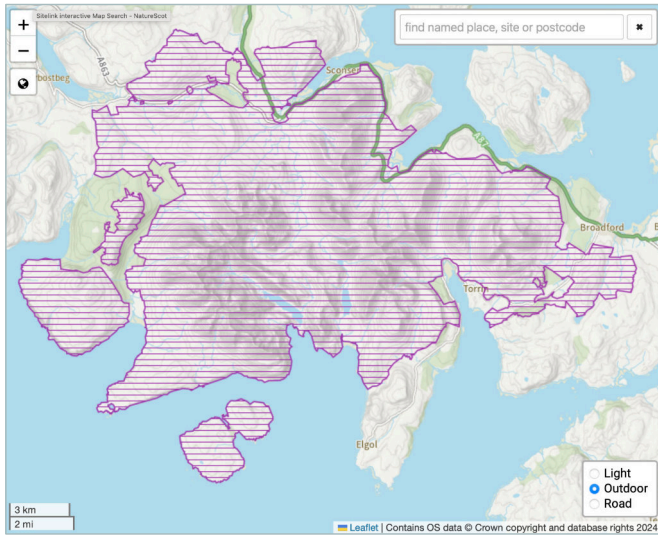 +
Sitelink Interactive Map Search - NatureScot
−
find named place, site or postcode
✖
A863
rbostbeg
Sconser
A87
Broadford
Torrin
Elgol
Light
Outdoor
Road
3 km
2 mi
Leaflet | Contains OS data © Crown copyright and database rights 2024